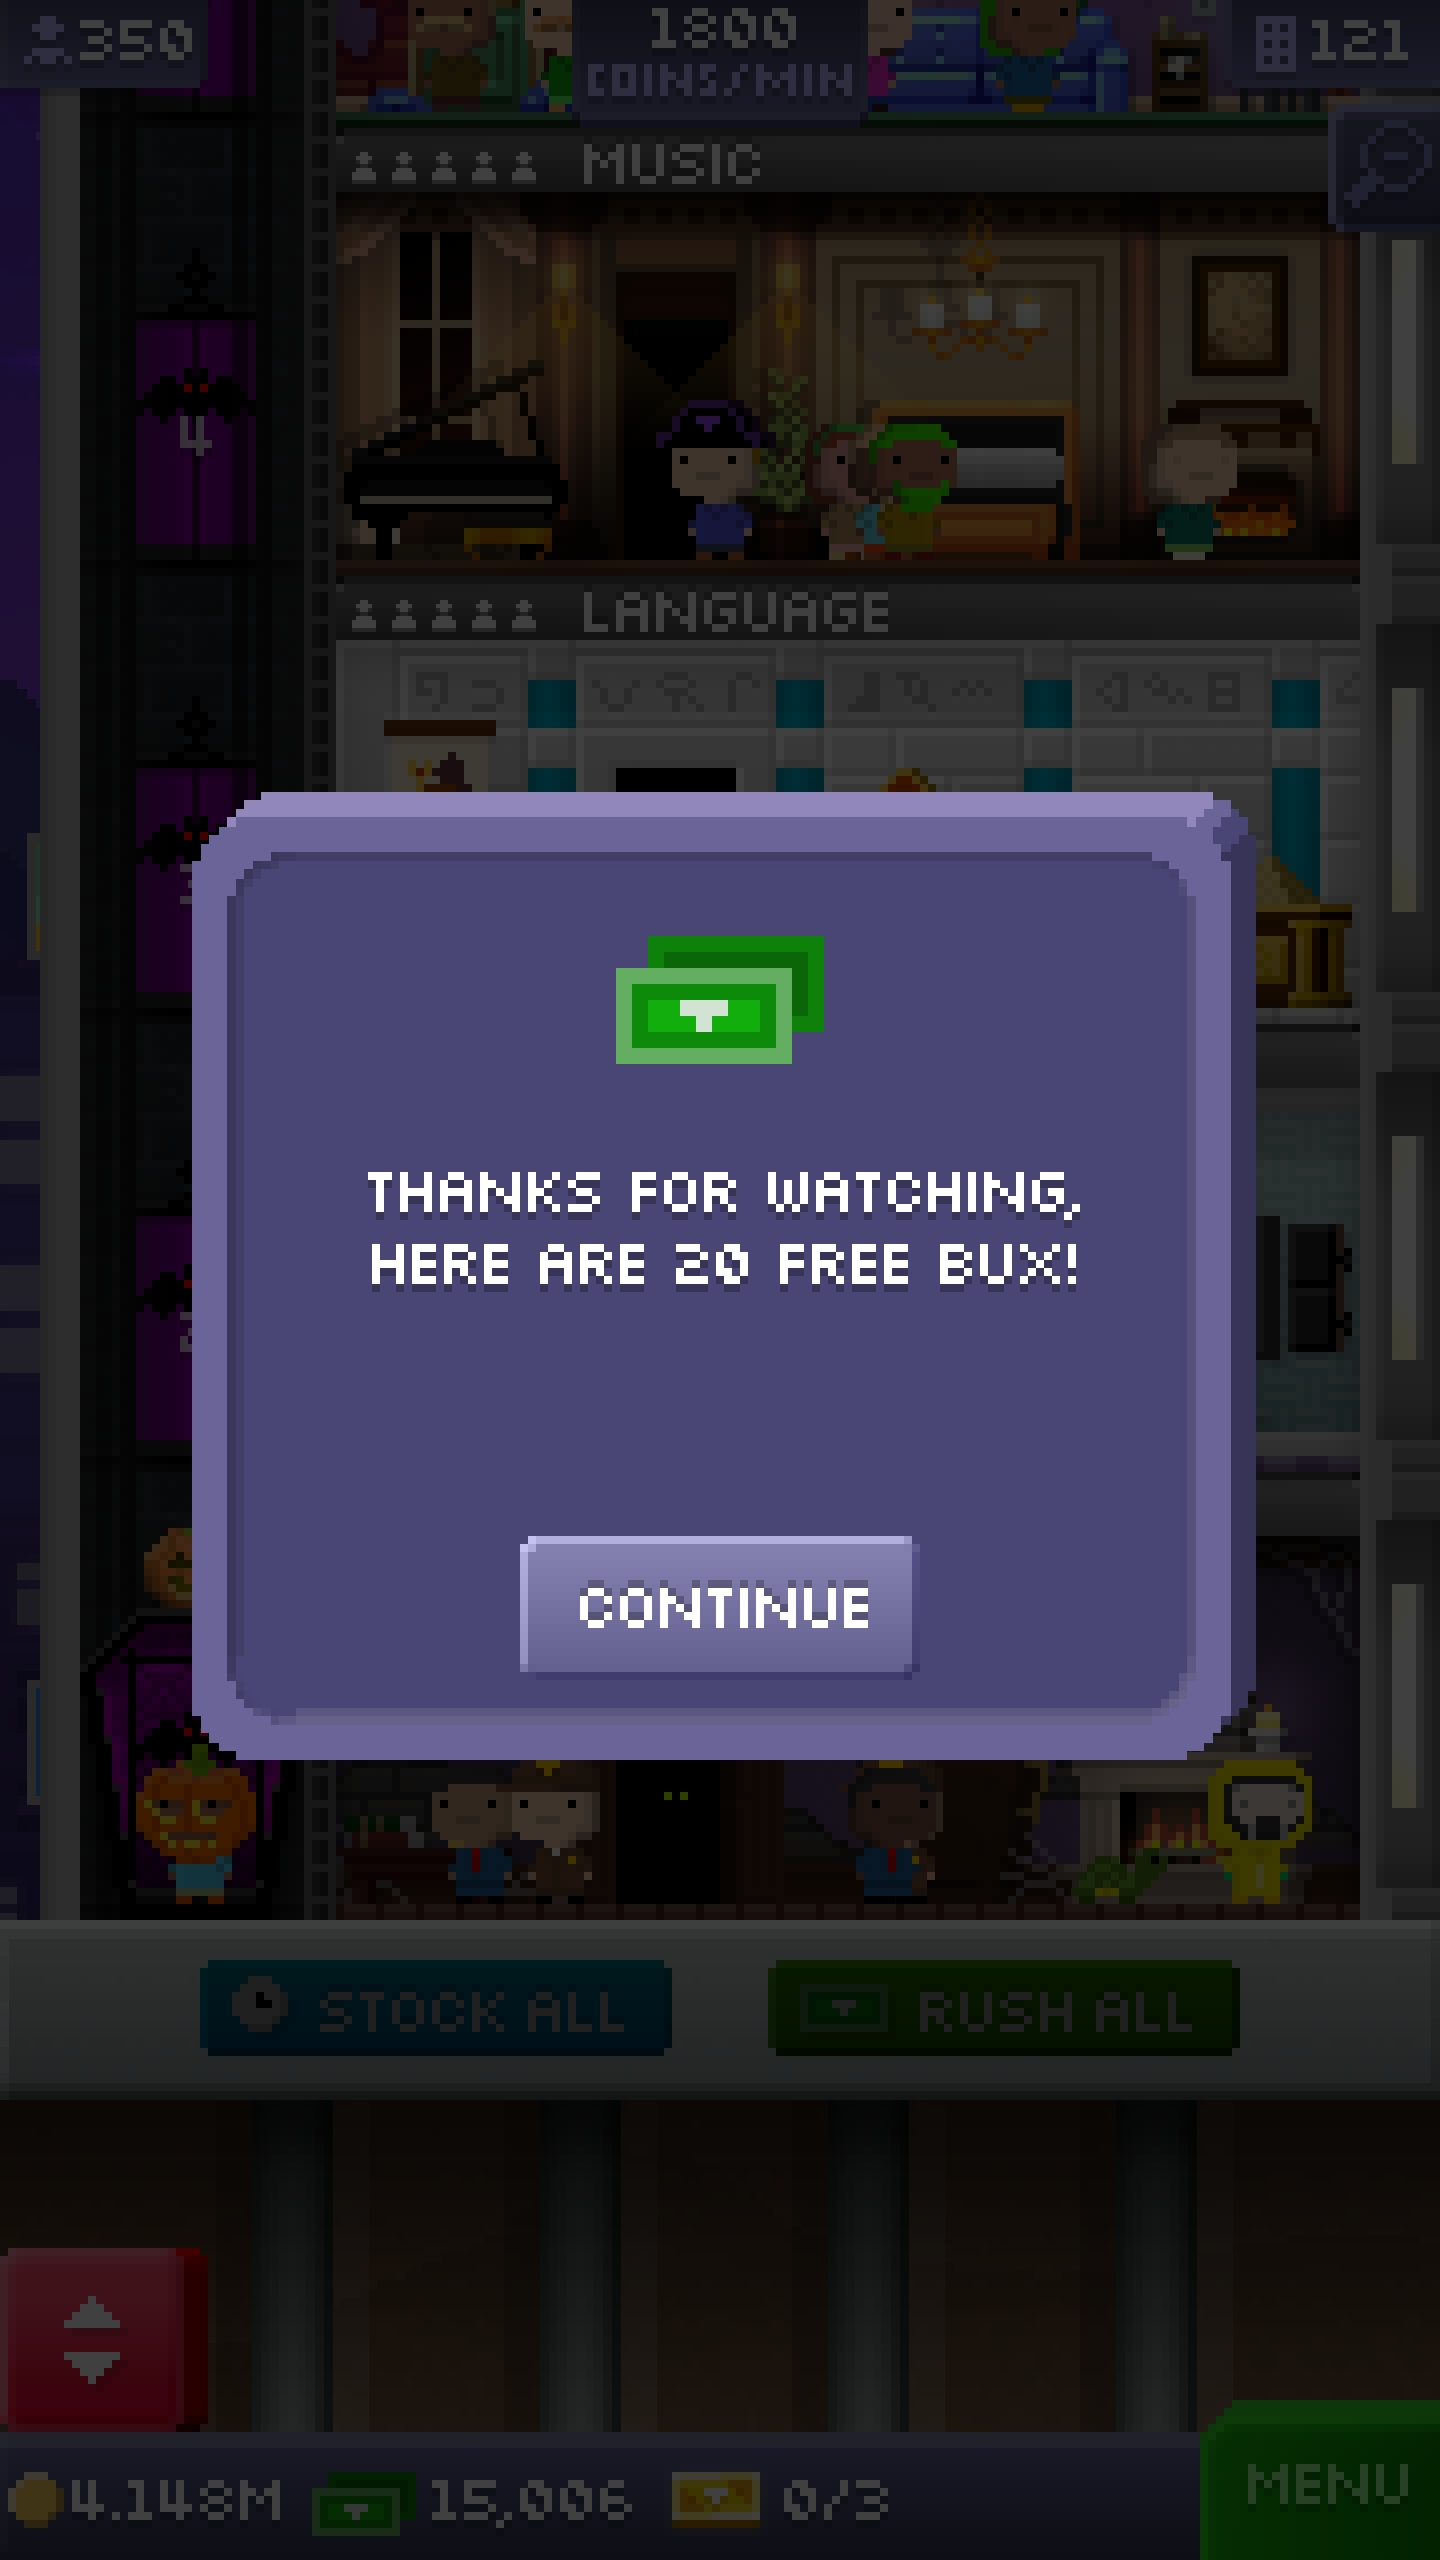 350
1800
COINS/MIN
121
MUSIC
4
LANGUAGE
THANKS FOR WATCHING,
HERE ARE 20 FREE BUX!
CONTINUE
STOCK ALL
RUSH ALL
4.148M
15,006
0/3
MENU